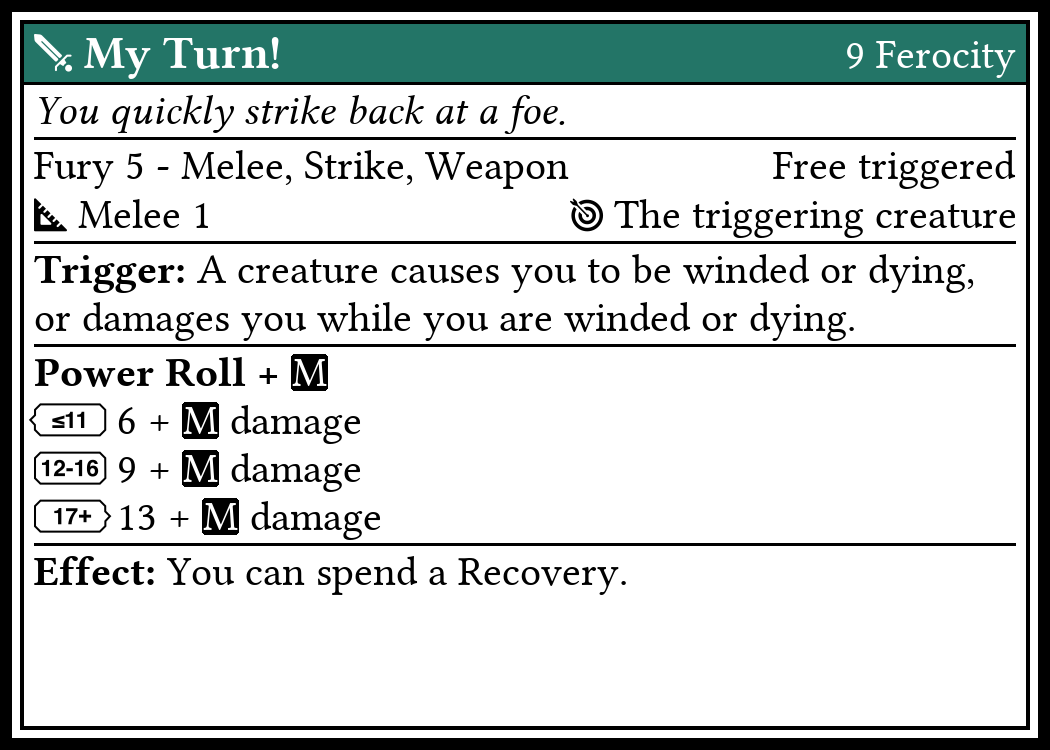 My Turn! 9 Ferocity
You quickly strike back at a foe.
Fury 5 - Melee, Strike, Weapon Free triggered
Melee 1 The triggering creature
Trigger: A creature causes you to be winded or dying,
or damages you while you are winded or dying.
Power Roll + M
≤11 6 + M damage
12-16 9 + M damage
17+ 13 + M damage
Effect: You can spend a Recovery.